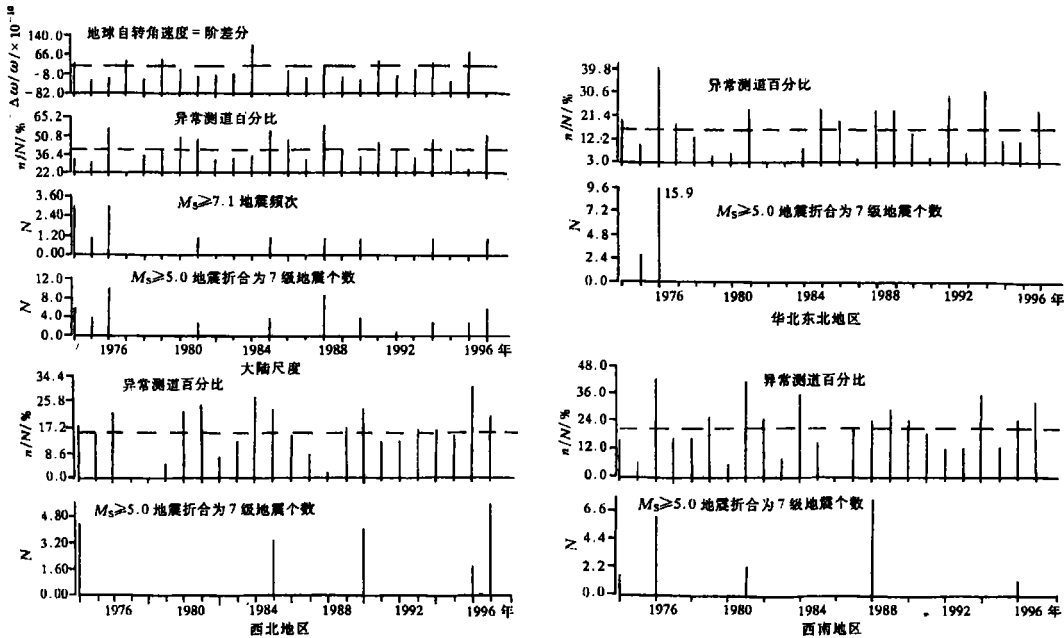 Δω/ω/×10⁻¹⁰
地球自转角速度=阶差分
140.0
66.0
-8.0
-82.0
n/N/%
异常测道百分比
65.2
50.8
36.4
22.0
N
Ms≥7.1 地震频次
3.60
2.40
1.20
0.00
N
Ms≥5.0 地震折合为 7 级地震个数
12.0
8.0
4.0
0.0
1976 1980 1984 1988 1992 1996 年
大陆尺度
n/N/%
异常测道百分比
39.8
30.6
21.4
12.2
3.0
N
15.9
Ms≥5.0 地震折合为 7 级地震个数
9.6
7.2
4.8
2.4
0.0
1976 1980 1984 1988 1992 1996 年
华北东北地区
n/N/%
异常测道百分比
34.4
25.8
17.2
8.6
0.0
N
Ms≥5.0 地震折合为 7 级地震个数
4.80
3.20
1.60
0.00
1976 1980 1984 1988 1993 1996 年
西北地区
n/N/%
异常测道百分比
48.0
36.0
24.0
12.0
0.0
N
Ms≥5.0 地震折合为 7 级地震个数
6.6
4.4
2.2
0.0
1976 1980 1984 1988 1992 1996 年
西南地区